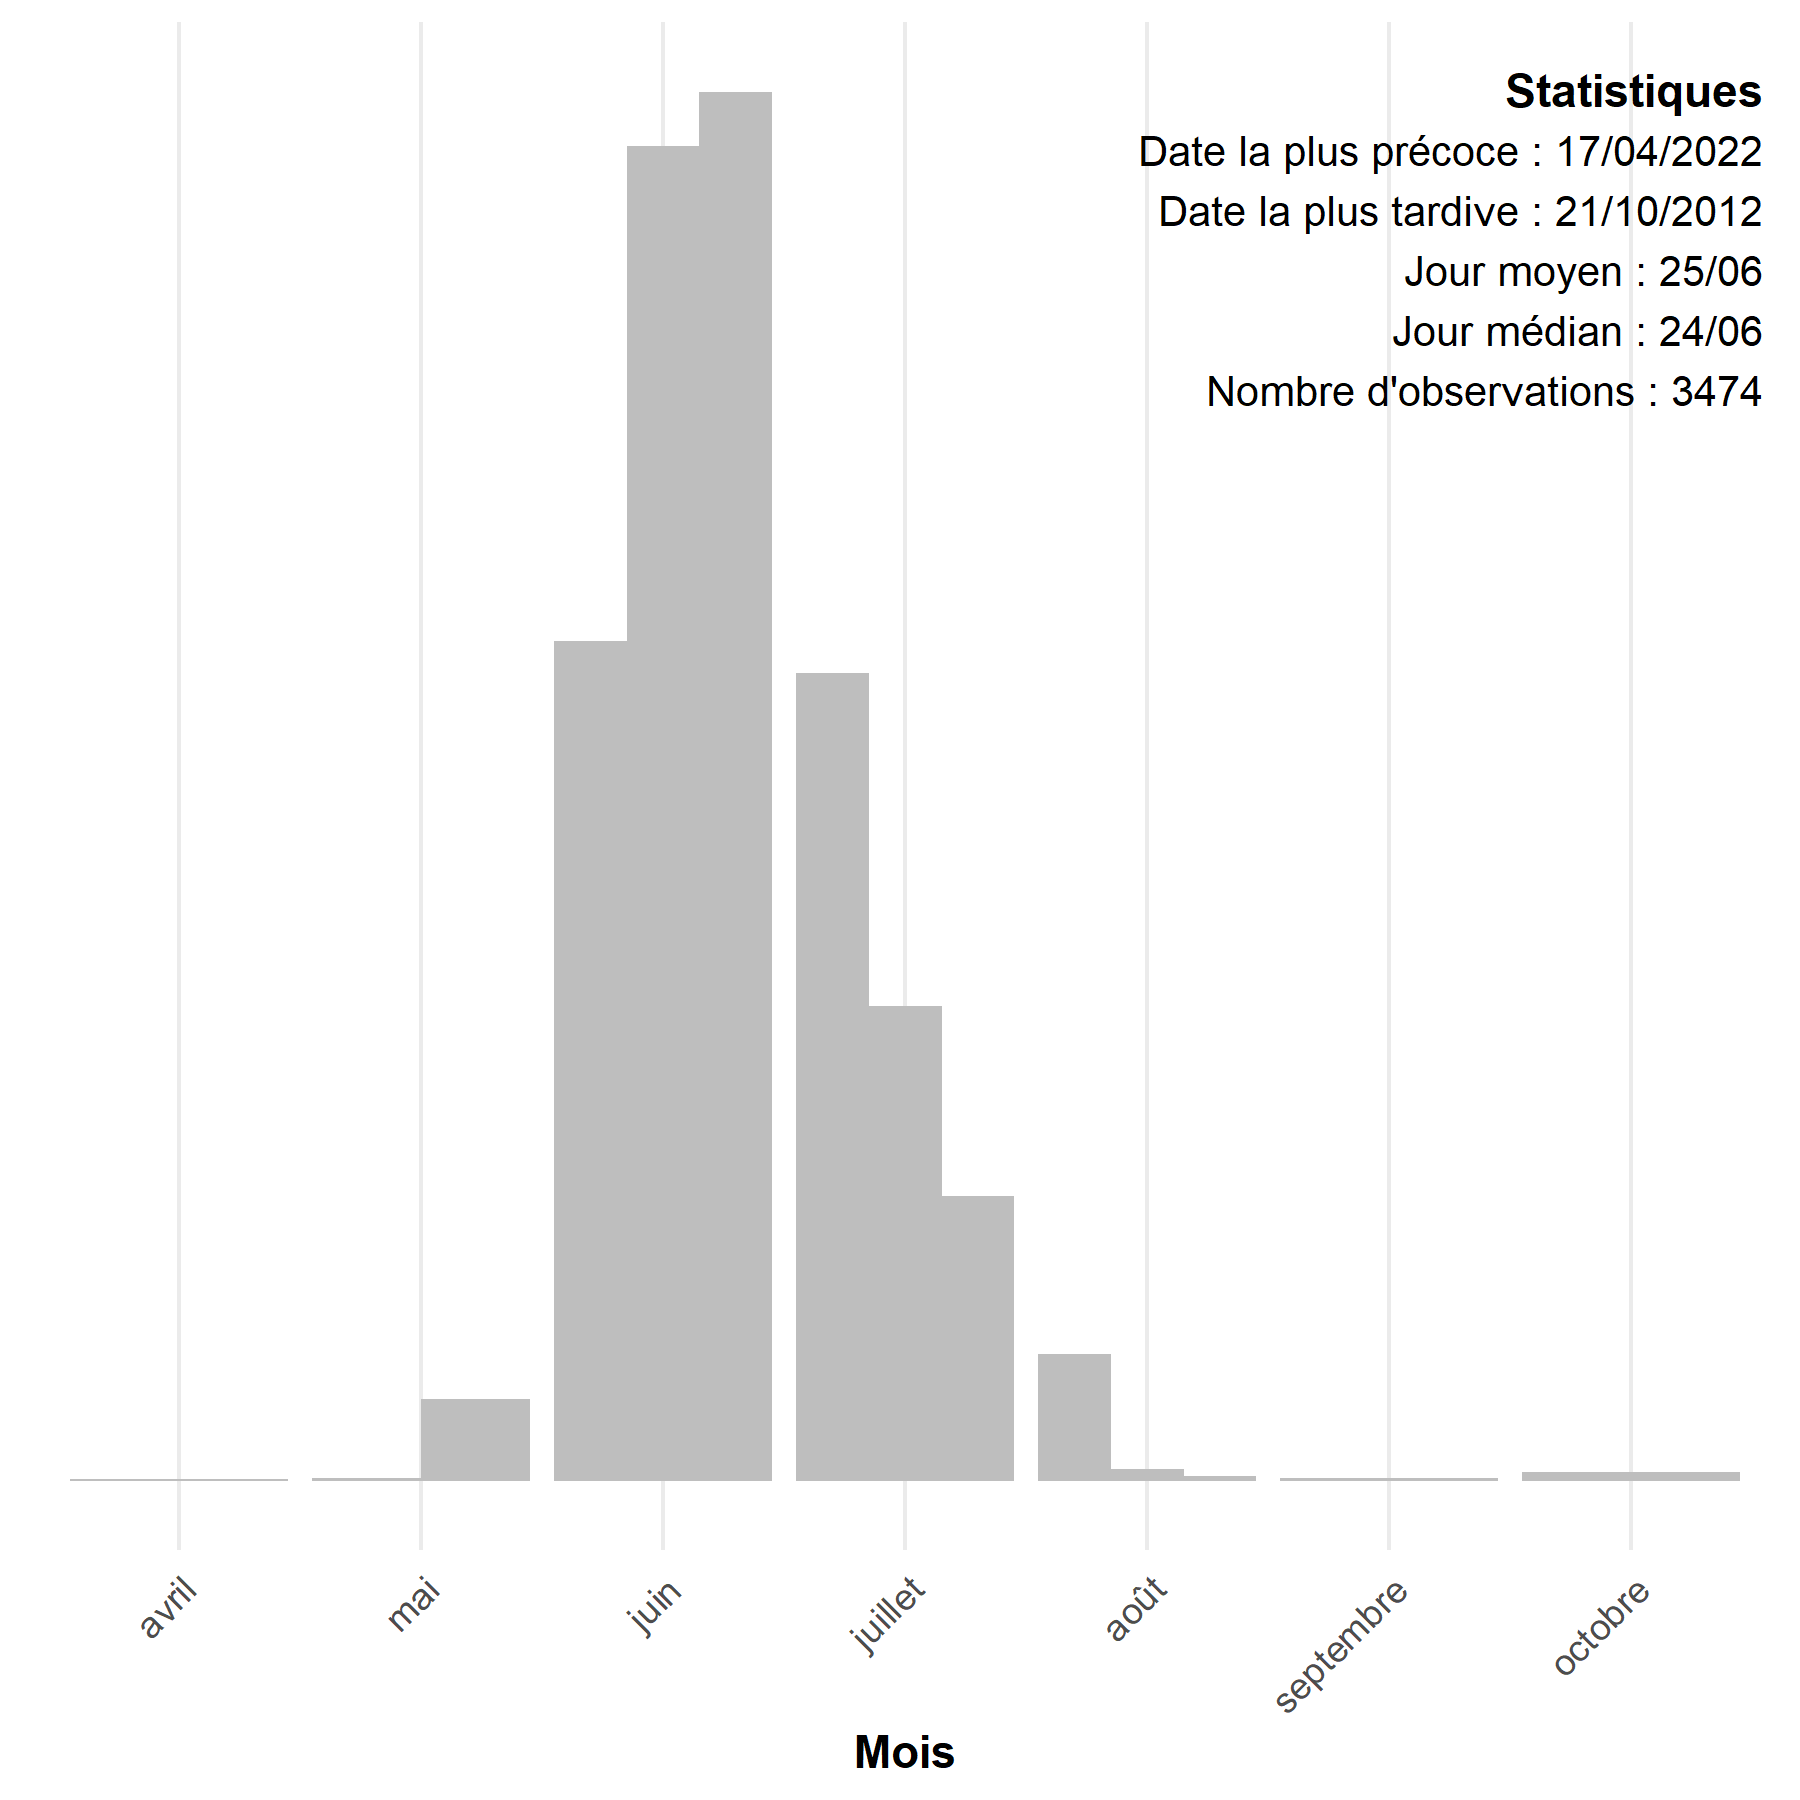 Statistiques
Date la plus précoce : 17/04/2022
Date la plus tardive : 21/10/2012
Jour moyen : 25/06
Jour médian : 24/06
Nombre d'observations : 3474
avril
mai
juin
juillet
août
septembre
octobre
Mois